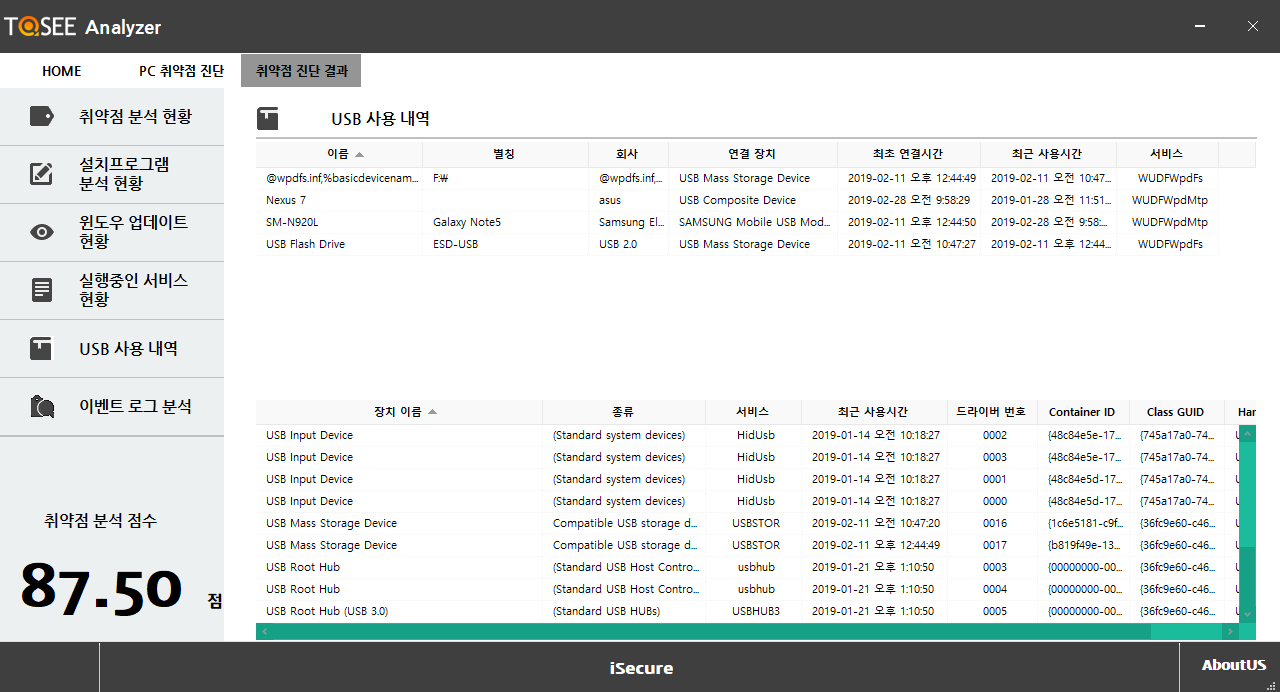 TQSEE Analyzer
HOME PC 취약점 진단 취약점 진단 결과
취약점 분석 현황
설치프로그램
분석 현황
윈도우 업데이트
현황
실행중인 서비스
현황
USB 사용 내역
이벤트 로그 분석
취약점 분석 점수
87.50 점
USB 사용 내역
이름 별칭 회사 연결 장치 최초 연결시간 최근 사용시간 서비스
@wpdfs.inf,%basicdevicenam... F:₩ @wpdfs.inf,... USB Mass Storage Device 2019-02-11 오후 12:44:49 2019-02-11 오전 10:47... WUDFWpdFs
Nexus 7 asus USB Composite Device 2019-02-28 오전 9:58:29 2019-01-28 오전 11:51... WUDFWpdMtp
SM-N920L Galaxy Note5 Samsung El... SAMSUNG Mobile USB Mod... 2019-02-11 오후 12:44:50 2019-02-28 오전 9:58:... WUDFWpdMtp
USB Flash Drive ESD-USB USB 2.0 USB Mass Storage Device 2019-02-11 오전 10:47:27 2019-02-11 오후 12:44... WUDFWpdFs
장치 이름 종류 서비스 최근 사용시간 드라이버 번호 Container ID Class GUID Har
USB Input Device (Standard system devices) HidUsb 2019-01-14 오전 10:18:27 0002 {48c84e5e-17... {745a17a0-74...
USB Input Device (Standard system devices) HidUsb 2019-01-14 오전 10:18:27 0003 {48c84e5e-17... {745a17a0-74...
USB Input Device (Standard system devices) HidUsb 2019-01-14 오전 10:18:27 0001 {48c84e5d-17... {745a17a0-74...
USB Input Device (Standard system devices) HidUsb 2019-01-14 오전 10:18:27 0000 {48c84e5d-17... {745a17a0-74...
USB Mass Storage Device Compatible USB storage d... USBSTOR 2019-02-11 오전 10:47:20 0016 {1c6e5181-c9f... {36fc9e60-c46...
USB Mass Storage Device Compatible USB storage d... USBSTOR 2019-02-11 오후 12:44:49 0017 {b819f49e-13... {36fc9e60-c46...
USB Root Hub (Standard USB Host Contro... usbhub 2019-01-21 오후 1:10:50 0003 {00000000-00... {36fc9e60-c46...
USB Root Hub (Standard USB Host Contro... usbhub 2019-01-21 오후 1:10:50 0004 {00000000-00... {36fc9e60-c46...
USB Root Hub (USB 3.0) (Standard USB HUBs) USBHUB3 2019-01-21 오후 1:10:50 0005 {00000000-00... {36fc9e60-c46...
iSecure
AboutUS